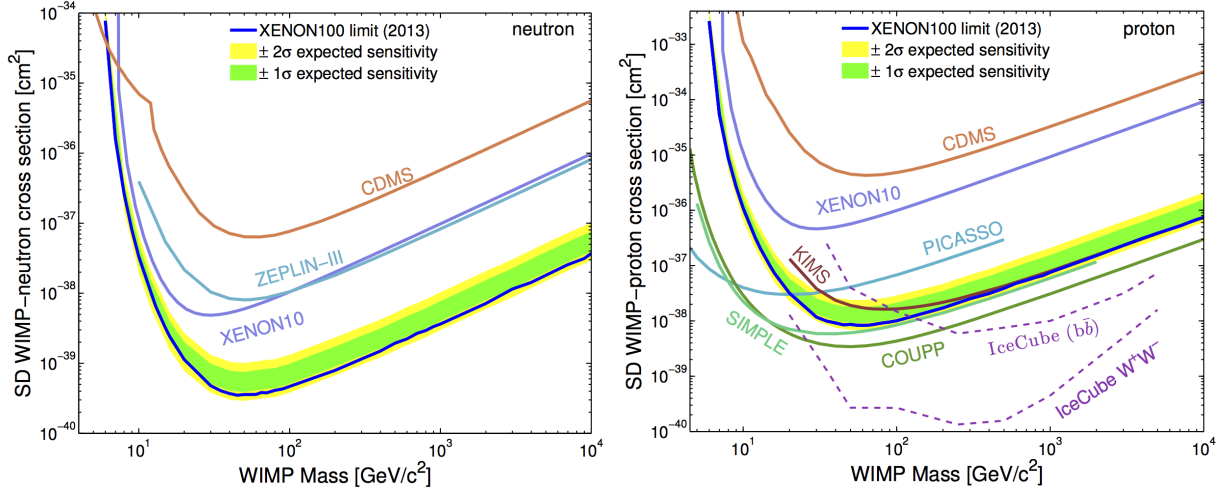 SD WIMP−neutron cross section [cm²]
10⁻³⁴
10⁻³⁵
10⁻³⁶
10⁻³⁷
10⁻³⁸
10⁻³⁹
10⁻⁴⁰
XENON100 limit (2013)
± 2σ expected sensitivity
± 1σ expected sensitivity
neutron
CDMS
ZEPLIN−III
XENON10
10¹
10²
10³
10⁴
WIMP Mass [GeV/c²]
SD WIMP−proton cross section [cm²]
10⁻³³
10⁻³⁴
10⁻³⁵
10⁻³⁶
10⁻³⁷
10⁻³⁸
10⁻³⁹
10⁻⁴⁰
XENON100 limit (2013)
± 2σ expected sensitivity
± 1σ expected sensitivity
proton
CDMS
XENON10
PICASSO
KIMS
SIMPLE
COUPP
IceCube (bb̄)
IceCube W⁺W⁻
10¹
10²
10³
10⁴
WIMP Mass [GeV/c²]